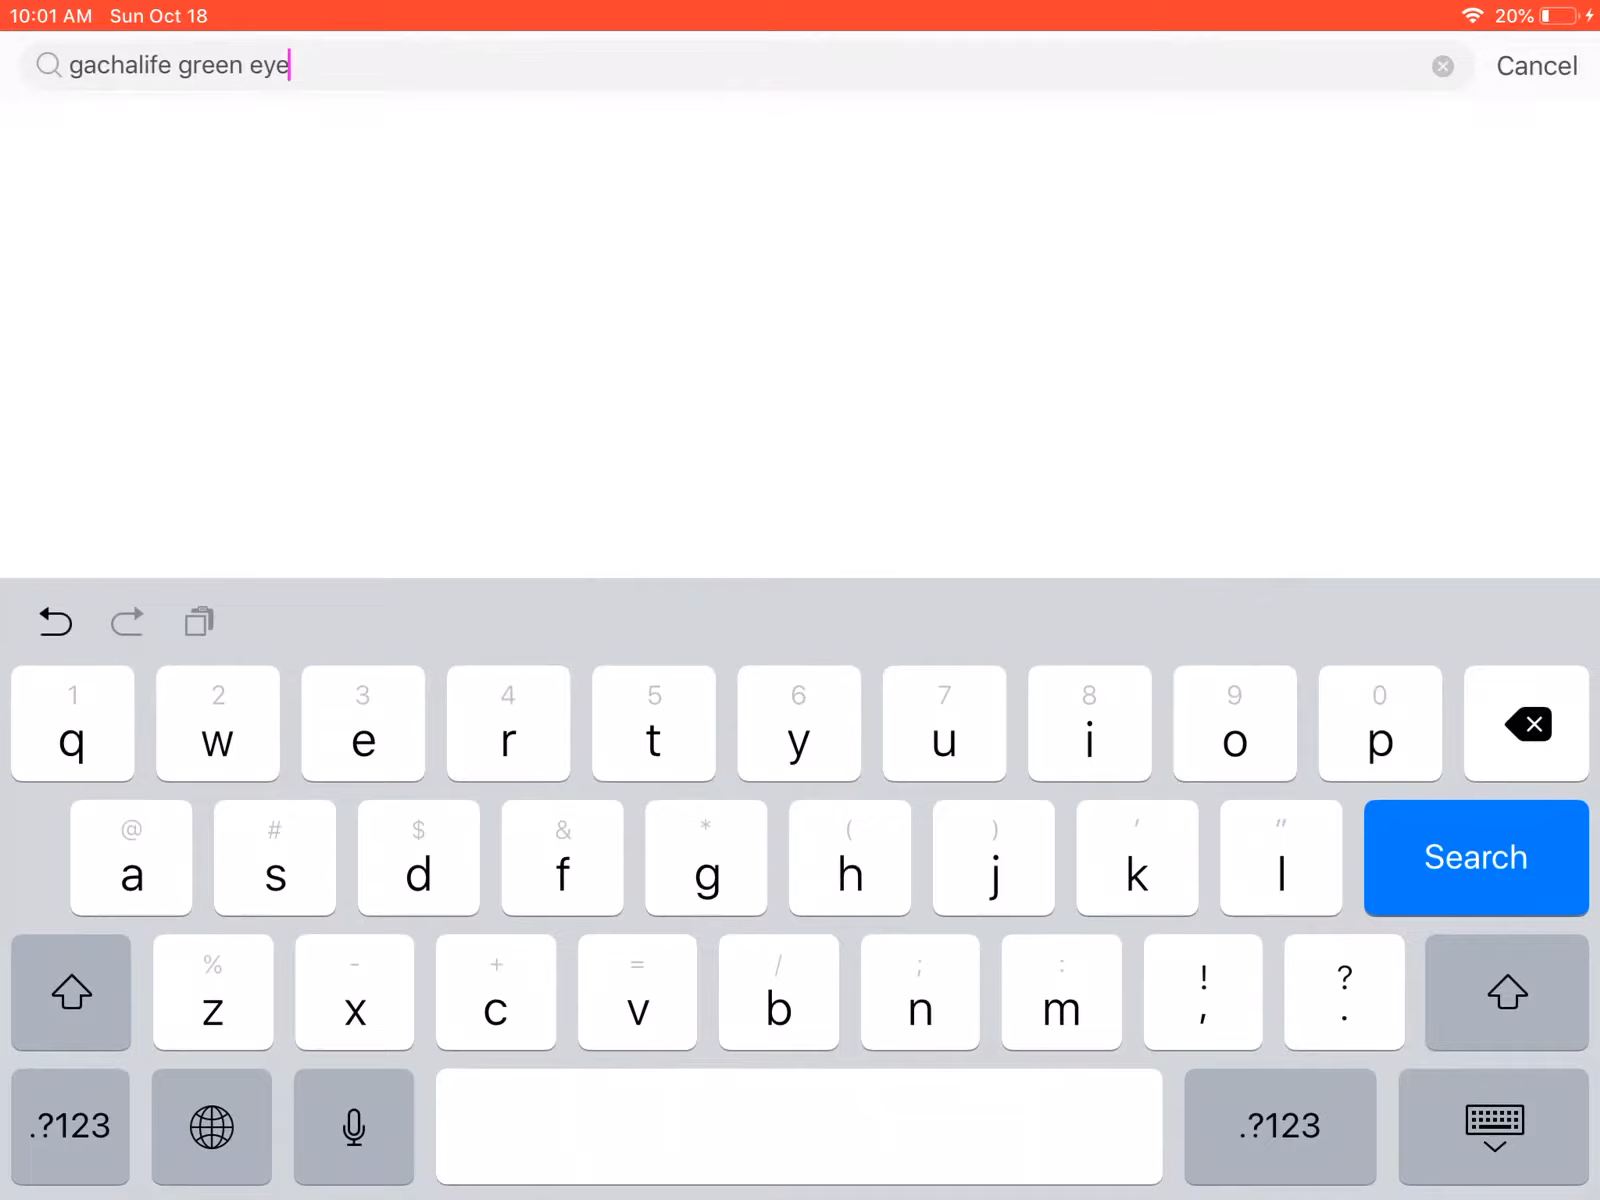 10:01 AM Sun Oct 18 20%
gachalife green eye Cancel
1 2 3 4 5 6 7 8 9 0
q w e r t y u i o p
@ # $ & * ( ) ' "
a s d f g h j k l Search
% - + = / ; : ! ?
z x c v b n m , .
.?123 .?123